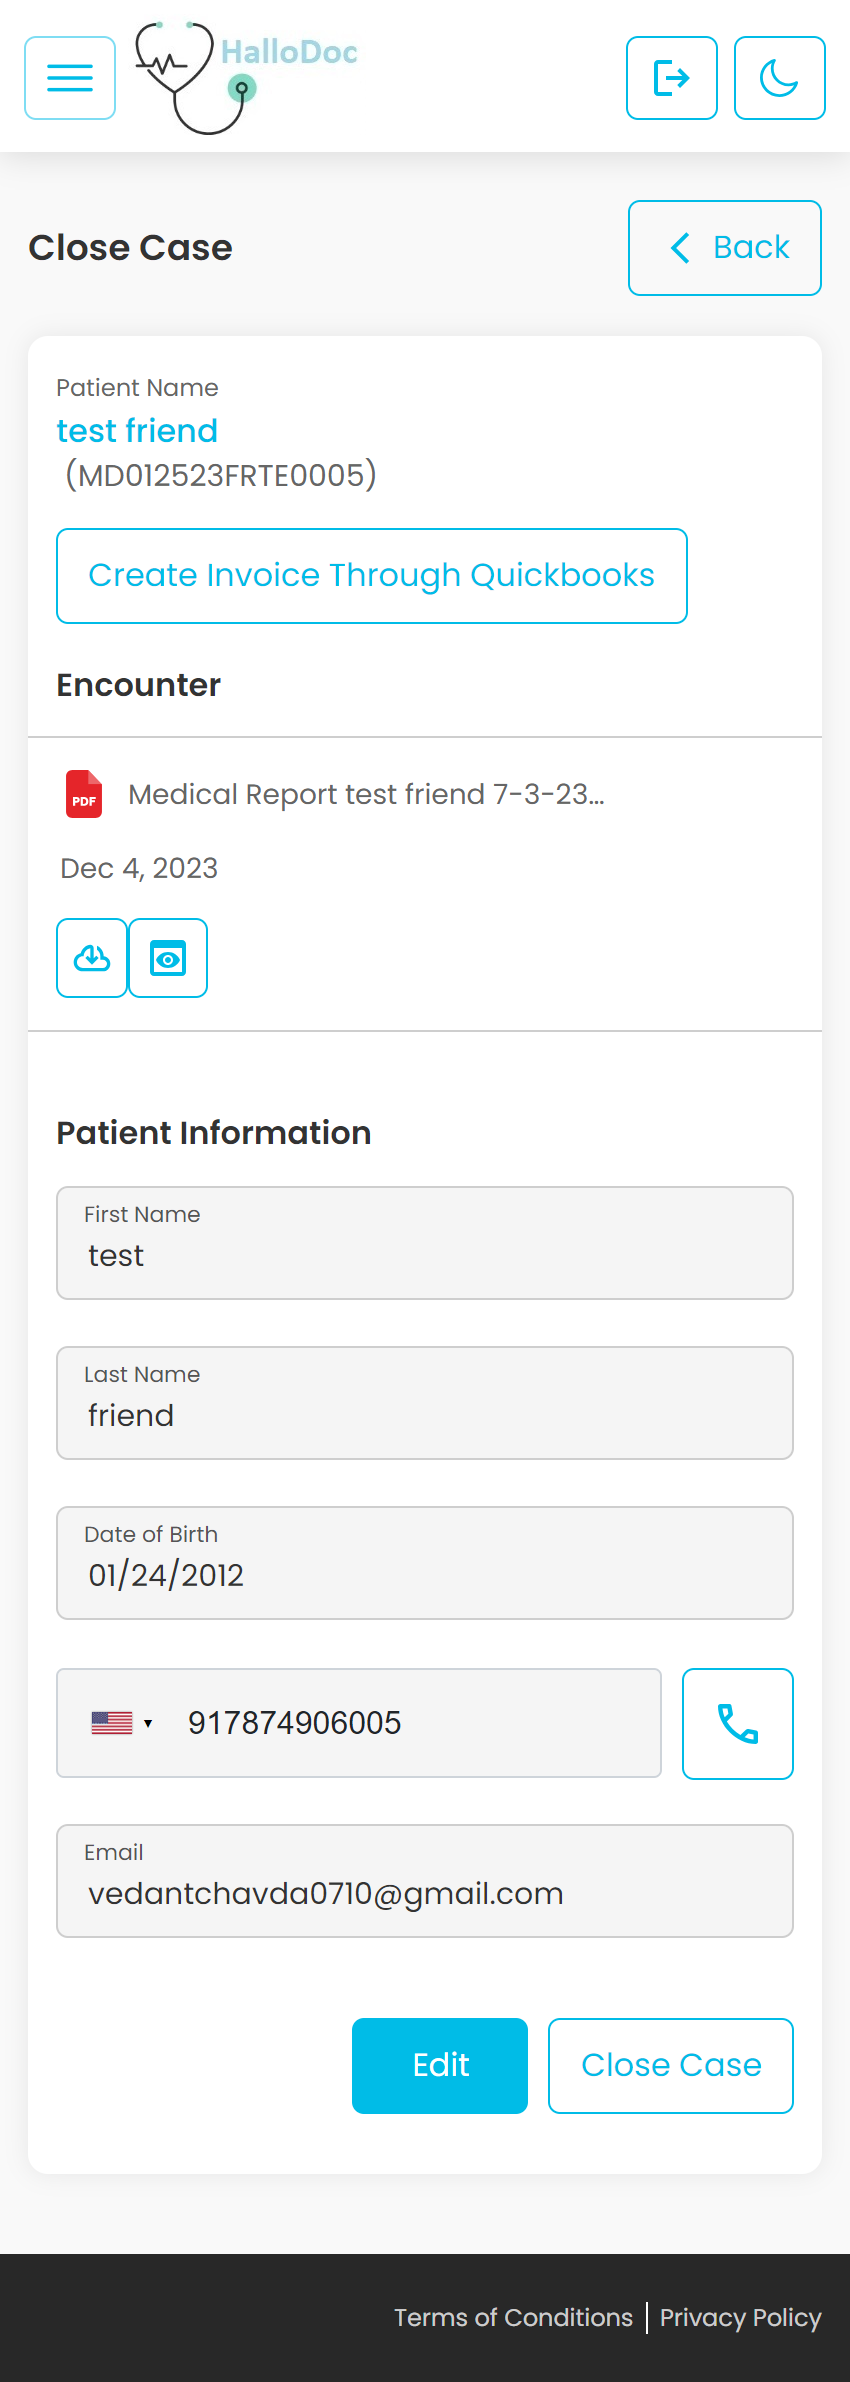 HalloDoc
Close Case
Back
Patient Name
test friend
(MD012523FRTE0005)
Create Invoice Through Quickbooks
Encounter
PDF
Medical Report test friend 7-3-23...
Dec 4, 2023
Patient Information
First Name
test
Last Name
friend
Date of Birth
01/24/2012
917874906005
Email
vedantchavda0710@gmail.com
Edit
Close Case
Terms of Conditions | Privacy Policy